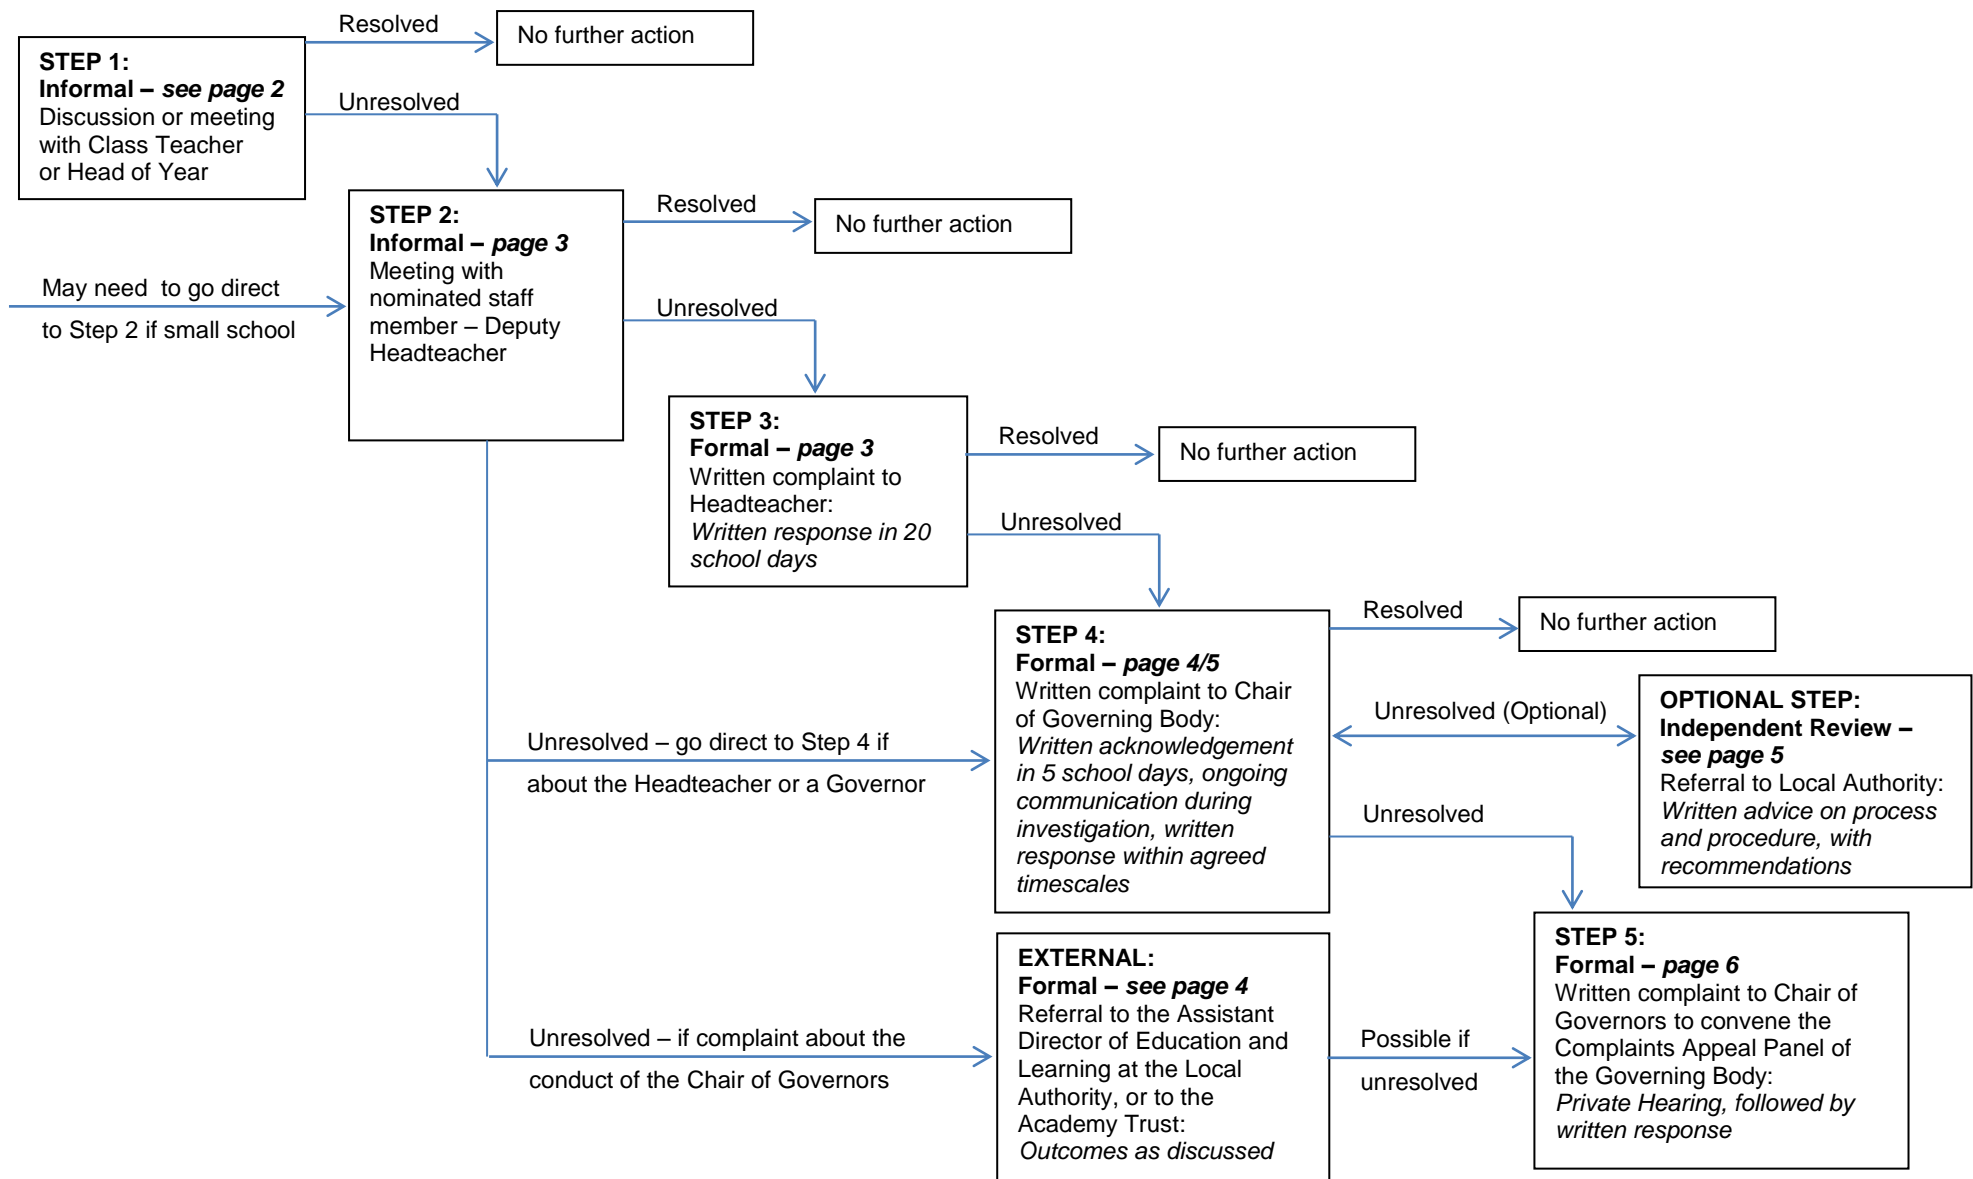 Resolved
No further action
STEP 1:
Informal – see page 2
Discussion or meeting
with Class Teacher
or Head of Year
Unresolved
STEP 2:
Informal – page 3
Meeting with
nominated staff
member – Deputy
Headteacher
Resolved
No further action
May need  to go direct
to Step 2 if small school
Unresolved
STEP 3:
Formal – page 3
Written complaint to
Headteacher:
Written response in 20
school days
Resolved
No further action
Unresolved
STEP 4:
Formal – page 4/5
Written complaint to Chair
of Governing Body:
Written acknowledgement
in 5 school days, ongoing
communication during
investigation, written
response within agreed
timescales
Resolved
No further action
Unresolved (Optional)
OPTIONAL STEP:
Independent Review –
see page 5
Referral to Local Authority:
Written advice on process
and procedure, with
recommendations
Unresolved – go direct to Step 4 if
about the Headteacher or a Governor
Unresolved
EXTERNAL:
Formal – see page 4
Referral to the Assistant
Director of Education and
Learning at the Local
Authority, or to the
Academy Trust:
Outcomes as discussed
Unresolved – if complaint about the
conduct of the Chair of Governors
Possible if
unresolved
STEP 5:
Formal – page 6
Written complaint to Chair of
Governors to convene the
Complaints Appeal Panel of
the Governing Body:
Private Hearing, followed by
written response